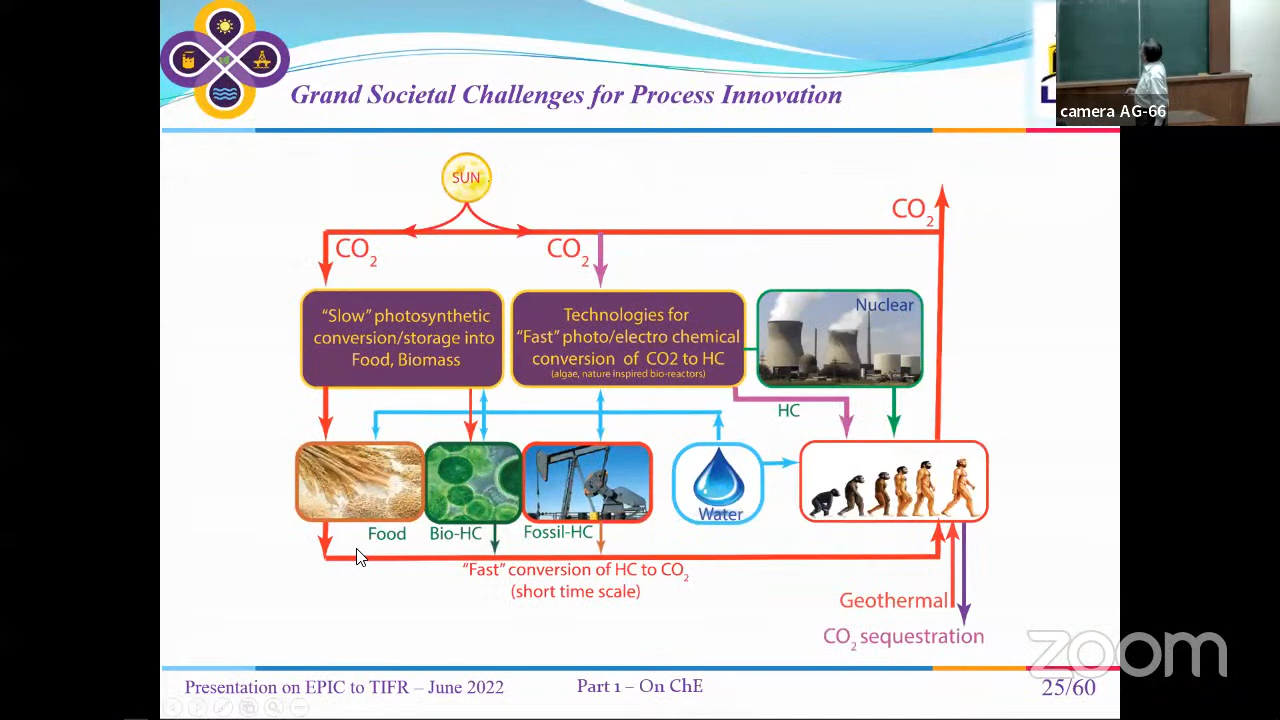 Grand Societal Challenges for Process Innovation
camera AG-66
SUN
CO2
CO2
CO2
"Slow" photosynthetic
conversion/storage into
Food, Biomass
Technologies for
"Fast" photo/electro chemical
conversion of CO2 to HC
(algae, nature inspired bio-reactors)
Nuclear
HC
Food
Bio-HC
Fossil-HC
Water
"Fast" conversion of HC to CO2
(short time scale)
Geothermal
CO2 sequestration
zoom
Presentation on EPIC to TIFR – June 2022
Part 1 – On ChE
25/60